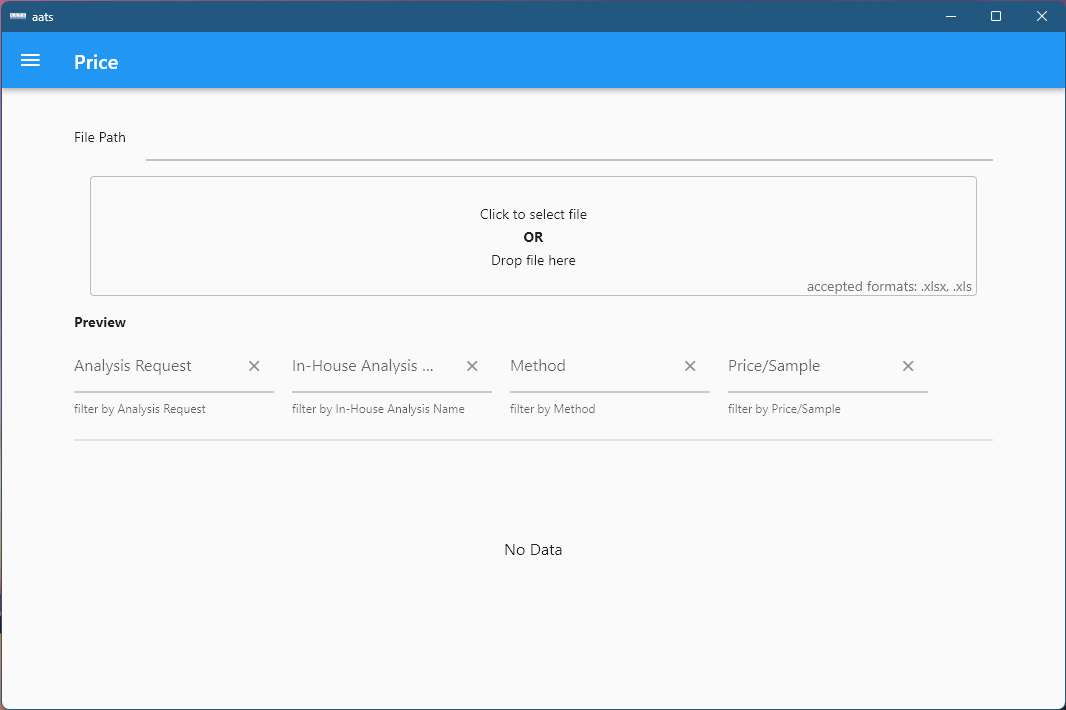 aats
Price
File Path
Click to select file
OR
Drop file here
accepted formats: .xlsx, .xls
Preview
Analysis Request
In-House Analysis ...
Method
Price/Sample
filter by Analysis Request
filter by In-House Analysis Name
filter by Method
filter by Price/Sample
No Data